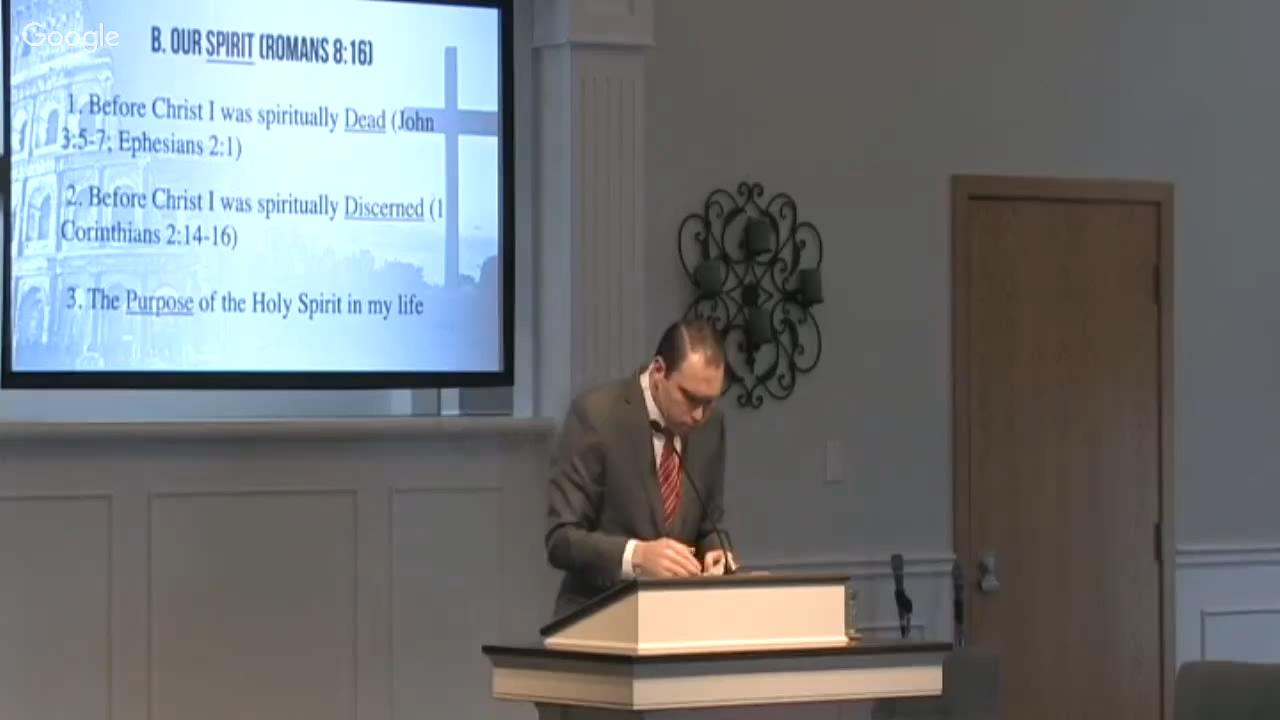 Google
B. OUR SPIRIT (ROMANS 8:16)
1. Before Christ I was spiritually Dead (John
3:5-7; Ephesians 2:1)
2. Before Christ I was spiritually Discerned (1
Corinthians 2:14-16)
3. The Purpose of the Holy Spirit in my life